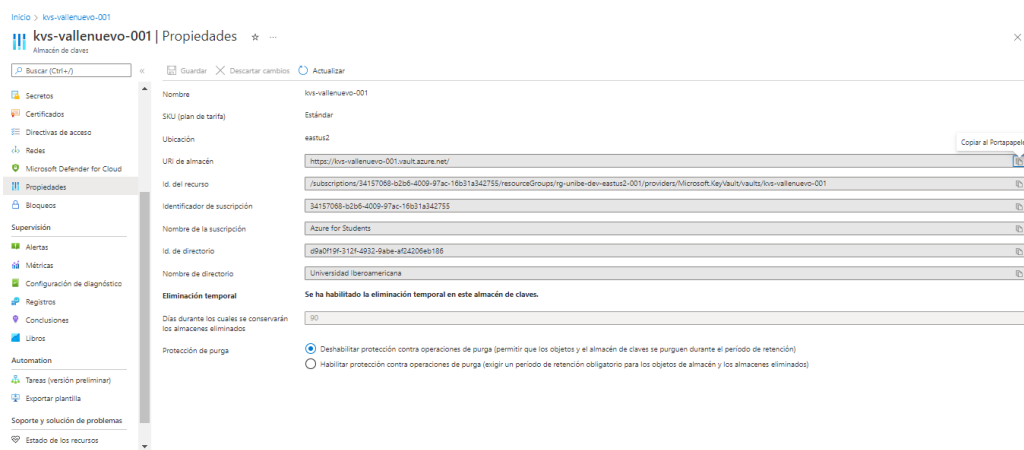 Inicio > kvs-vallenuevo-001
kvs-vallenuevo-001 | Propiedades
Almacén de claves
Buscar (Ctrl+/)
Guardar Descartar cambios Actualizar
Secretos
Certificados
Directivas de acceso
Redes
Microsoft Defender for Cloud
Propiedades
Bloqueos
Supervisión
Alertas
Métricas
Configuración de diagnóstico
Registros
Conclusiones
Libros
Automation
Tareas (versión preliminar)
Exportar plantilla
Soporte y solución de problemas
Estado de los recursos
Nombre kvs-vallenuevo-001
SKU (plan de tarifa) Estándar
Ubicación eastus2
Copiar al Portapapele
URI de almacén https://kvs-vallenuevo-001.vault.azure.net/
Id. del recurso /subscriptions/34157068-b2b6-4009-97ac-16b31a342755/resourceGroups/rg-unibe-dev-eastus2-001/providers/Microsoft.KeyVault/vaults/kvs-vallenuevo-001
Identificador de suscripción 34157068-b2b6-4009-97ac-16b31a342755
Nombre de la suscripción Azure for Students
Id. de directorio d9a0f19f-312f-4932-9abe-af24206eb186
Nombre de directorio Universidad Iberoamericana
Eliminación temporal Se ha habilitado la eliminación temporal en este almacén de claves.
Días durante los cuales se conservarán
los almacenes eliminados 90
Protección de purga Deshabilitar protección contra operaciones de purga (permitir que los objetos y el almacén de claves se purguen durante el período de retención)
Habilitar protección contra operaciones de purga (exigir un período de retención obligatorio para los objetos de almacén y los almacenes eliminados)